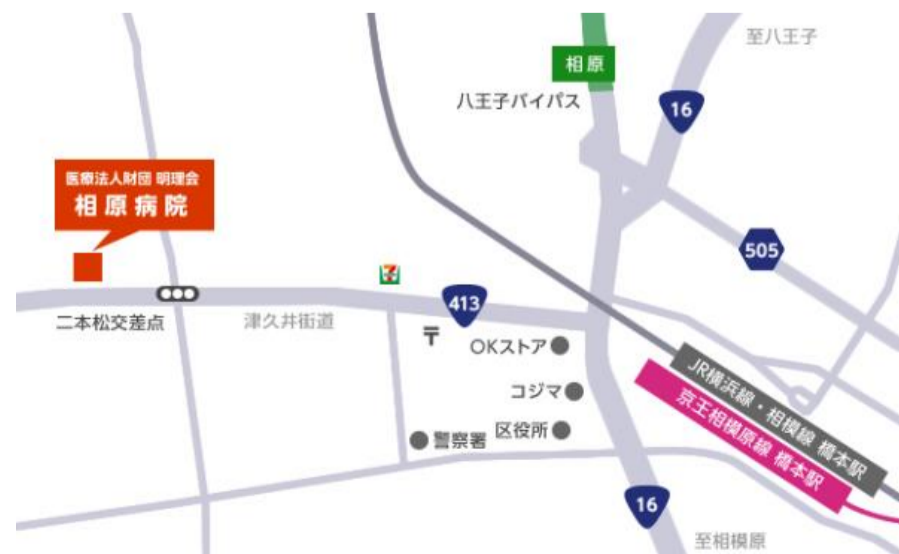 至八王子
相原
八王子バイパス
16
医療法人財団 明理会
相原病院
505
7
413
二本松交差点
津久井街道
〒
OKストア
JR横浜線・相模線 橋本駅
コジマ
京王相模原線 橋本駅
区役所
警察署
16
至相模原